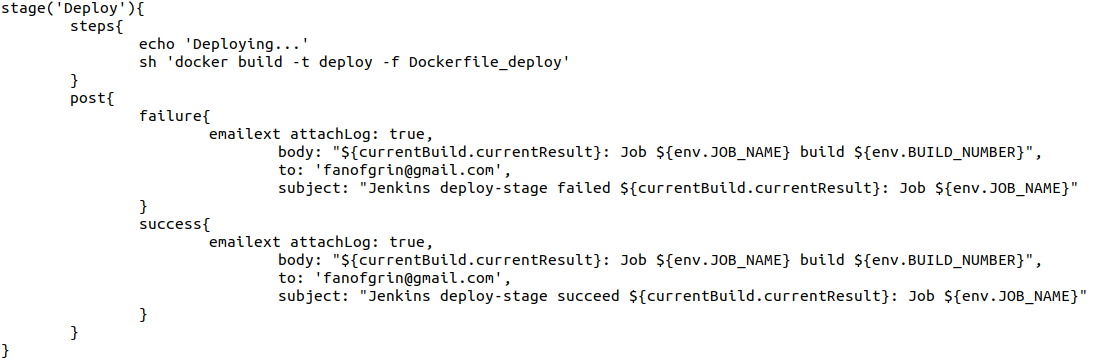 stage('Deploy'){
steps{
echo 'Deploying...'
sh 'docker build -t deploy -f Dockerfile_deploy'
}
post{
failure{
emailext attachLog: true,
body: "${currentBuild.currentResult}: Job ${env.JOB_NAME} build ${env.BUILD_NUMBER}",
to: 'fanofgrin@gmail.com',
subject: "Jenkins deploy-stage failed ${currentBuild.currentResult}: Job ${env.JOB_NAME}"
}
success{
emailext attachLog: true,
body: "${currentBuild.currentResult}: Job ${env.JOB_NAME} build ${env.BUILD_NUMBER}",
to: 'fanofgrin@gmail.com',
subject: "Jenkins deploy-stage succeed ${currentBuild.currentResult}: Job ${env.JOB_NAME}"
}
}
}